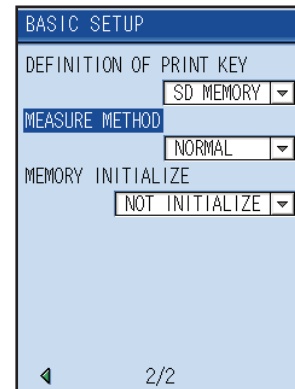 BASIC SETUP
DEFINITION OF PRINT KEY
SD MEMORY
MEASURE METHOD
NORMAL
MEMORY INITIALIZE
NOT INITIALIZE
2/2